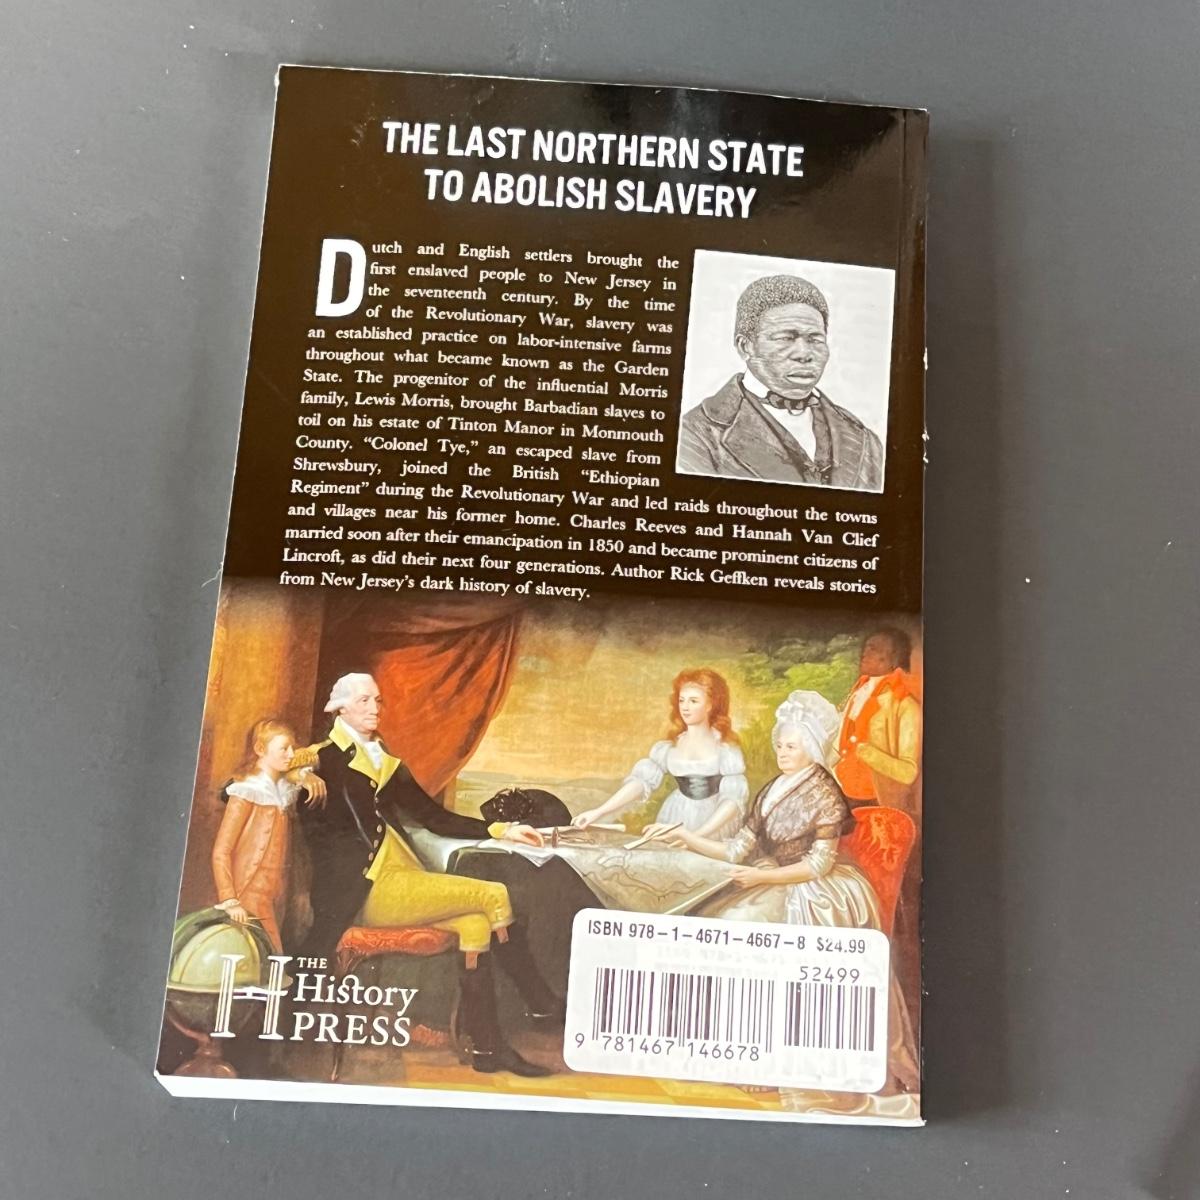 THE LAST NORTHERN STATE
TO ABOLISH SLAVERY
Dutch and English settlers brought the
first enslaved people to New Jersey in
the seventeenth century. By the time
of the Revolutionary War, slavery was
an established practice on labor-intensive farms
throughout what became known as the Garden
State. The progenitor of the influential Morris
family, Lewis Morris, brought Barbadian slaves to
toil on his estate of Tinton Manor in Monmouth
County. “Colonel Tye,” an escaped slave from
Shrewsbury, joined the British “Ethiopian
Regiment” during the Revolutionary War and led raids throughout the towns
and villages near his former home. Charles Reeves and Hannah Van Clief
married soon after their emancipation in 1850 and became prominent citizens of
Lincroft, as did their next four generations. Author Rick Geffken reveals stories
from New Jersey’s dark history of slavery.
H THE
History
PRESS
ISBN 978-1-4671-4667-8 $24.99
52499
9 781467 146678